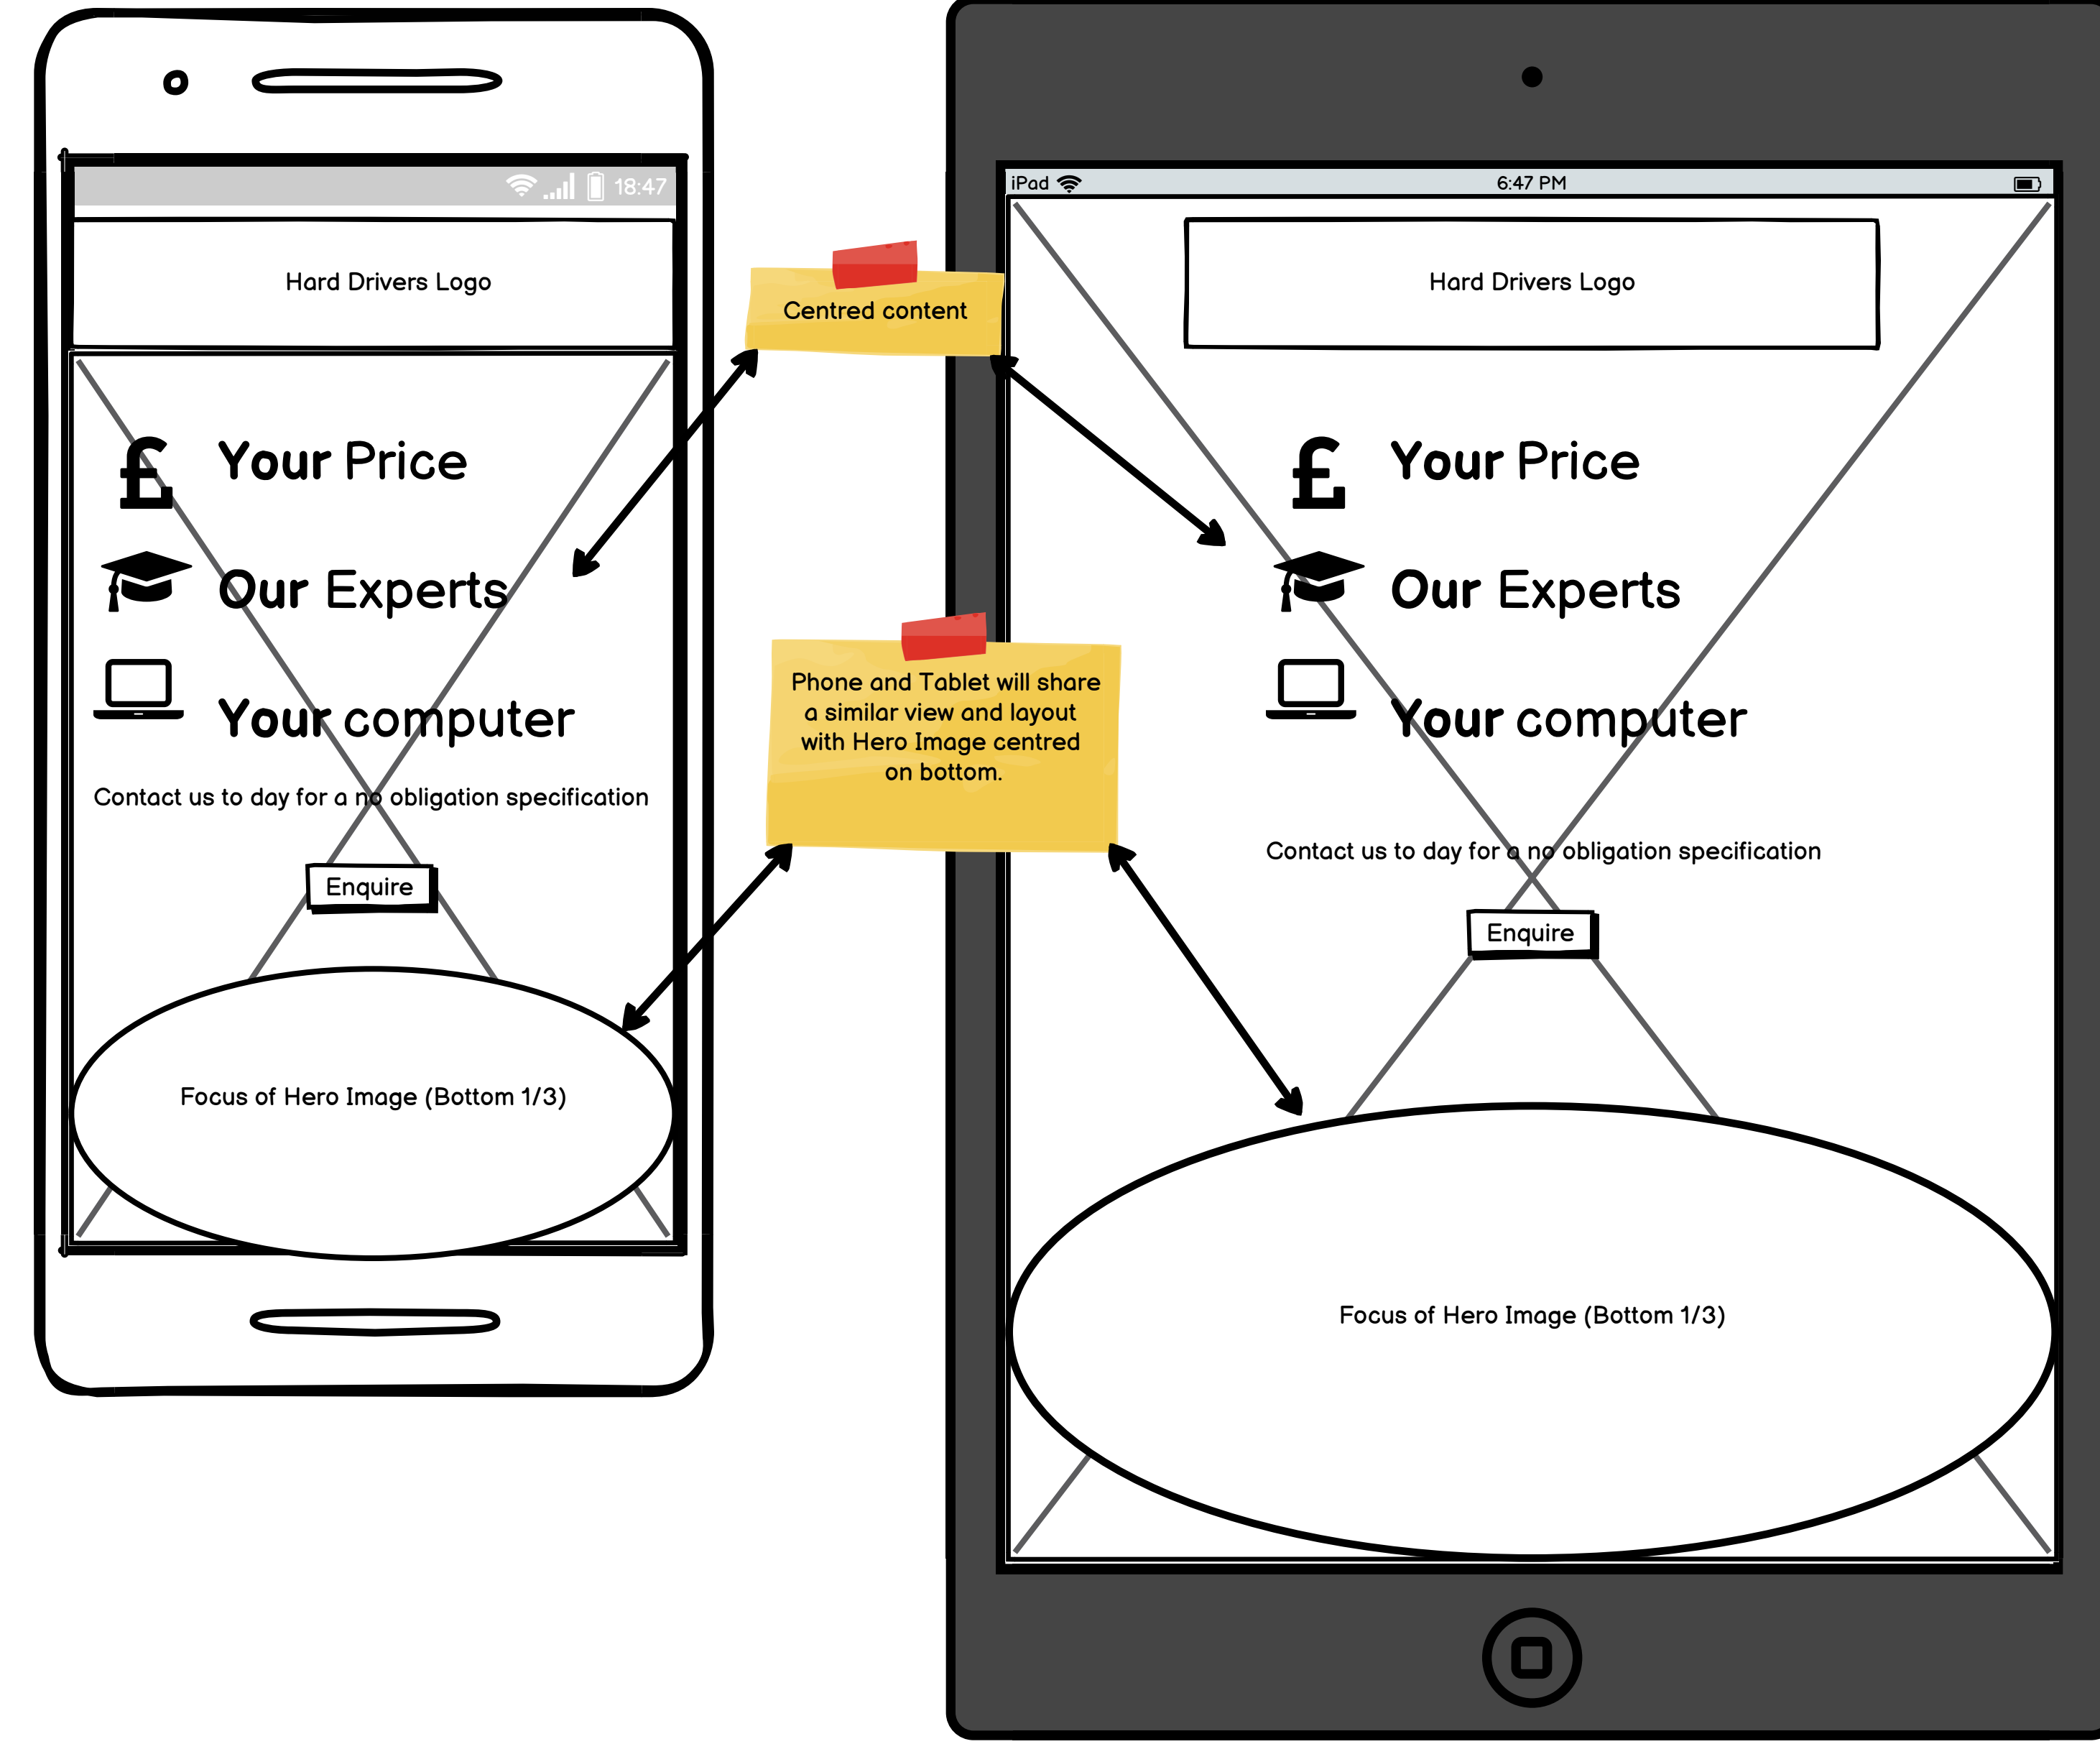 18:47
Hard Drivers Logo
£ Your Price
Our Experts
Your computer
Contact us to day for a no obligation specification
Enquire
Focus of Hero Image (Bottom 1/3)
Centred content
Phone and Tablet will share
a similar view and layout
with Hero Image centred
on bottom.
iPad
6:47 PM
Hard Drivers Logo
£ Your Price
Our Experts
Your computer
Contact us to day for a no obligation specification
Enquire
Focus of Hero Image (Bottom 1/3)